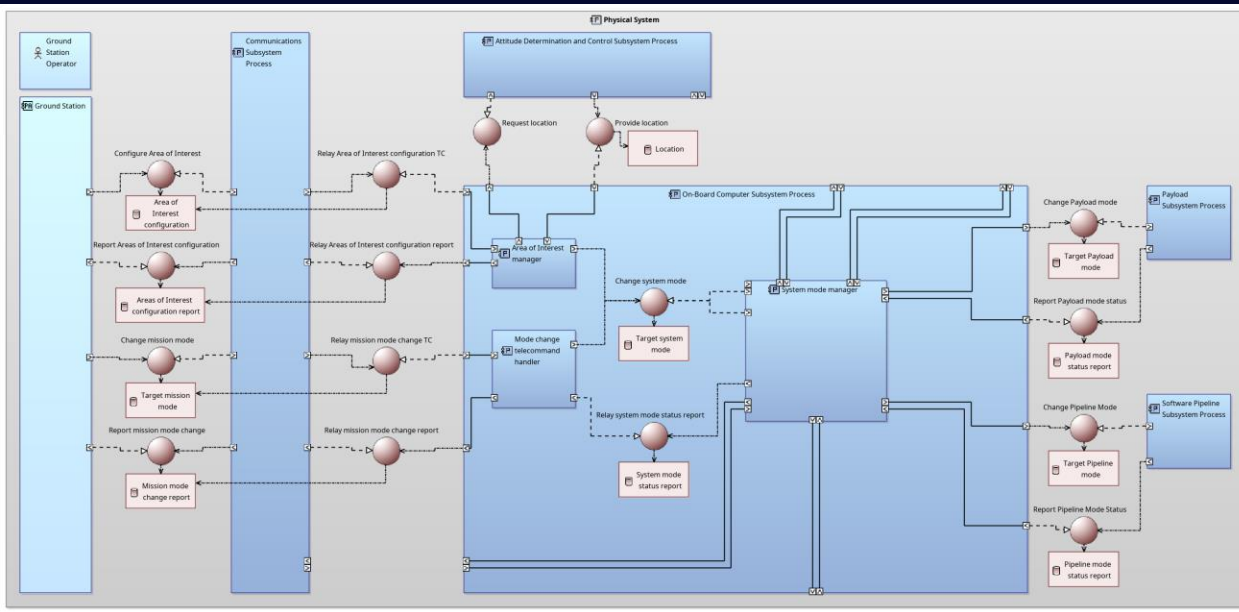 Physical System
Ground
Station
Operator
Communications
Subsystem
Process
Attitude Determination and Control Subsystem Process
PN Ground Station
Request location
Provide location
Location
Configure Area of Interest
Relay Area of Interest configuration TC
Area of
Interest
configuration
On-Board Computer Subsystem Process
Change Payload mode
Payload
Subsystem Process
Target Payload
mode
Report Areas of Interest configuration
Relay Areas of Interest configuration report
Area of Interest
manager
Areas of Interest
configuration report
Change system mode
System mode manager
Target system
mode
Report Payload mode status
Payload mode
status report
Change mission mode
Relay mission mode change TC
Mode change
telecommand
handler
Target mission
mode
Software Pipeline
Subsystem Process
Change Pipeline Mode
Target Pipeline
mode
Report mission mode change
Relay mission mode change report
Relay system mode status report
Mission mode
change report
System mode
status report
Report Pipeline Mode Status
Pipeline mode
status report